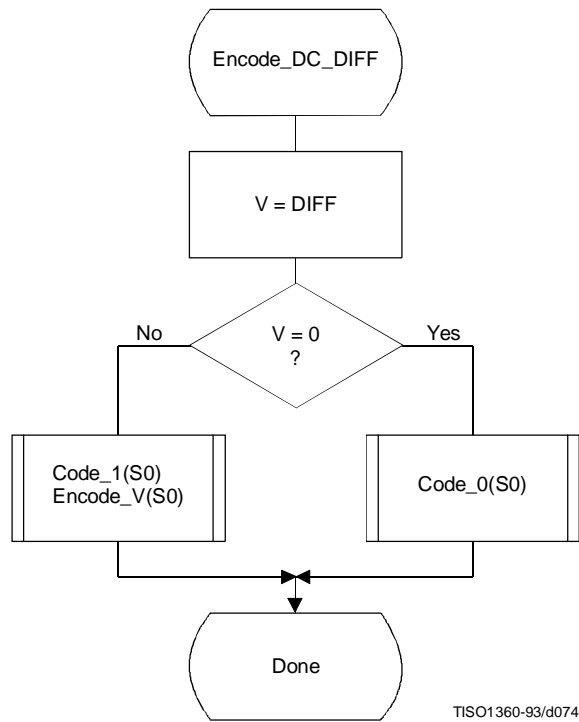 Encode_DC_DIFF
V = DIFF
No
V = 0
?
Yes
Code_1(S0)
Encode_V(S0)
Code_0(S0)
Done
TISO1360-93/d074